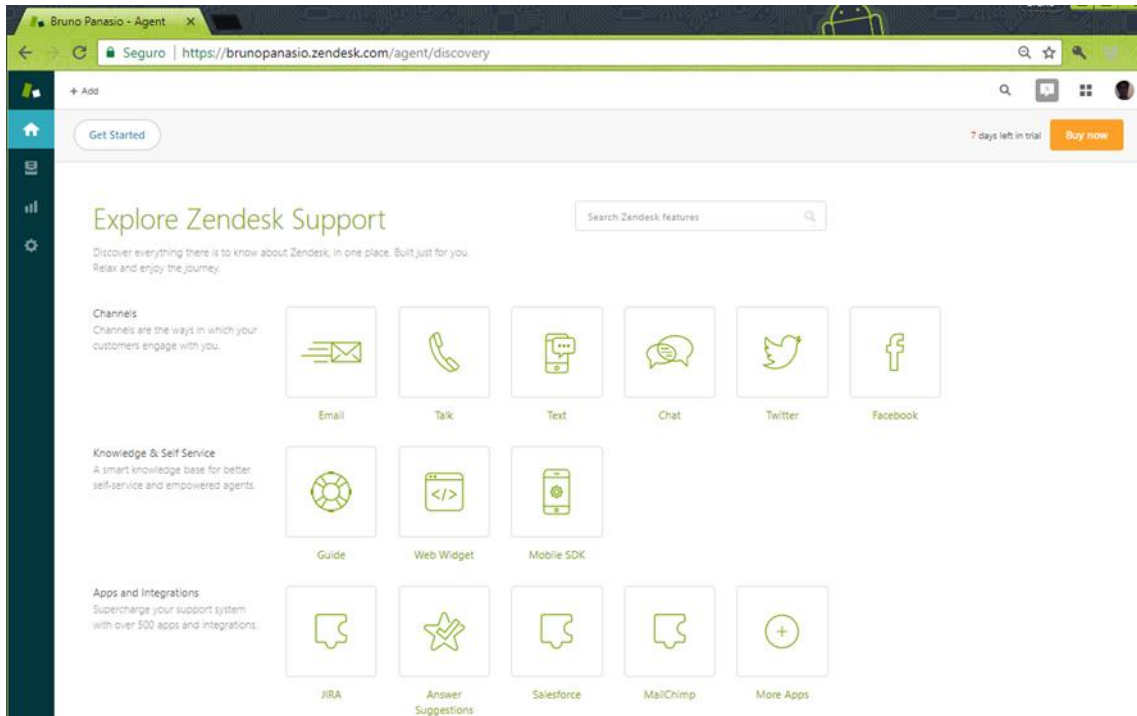 Bruno Panasio - Agent
Seguro | https://brunopanasio.zendesk.com/agent/discovery
+ Add
Get Started
7 days left in trial
Buy now
Explore Zendesk Support
Search Zendesk features
Discover everything there is to know about Zendesk, in one place. Built just for you.
Relax and enjoy the journey.
Channels
Channels are the ways in which your
customers engage with you.
Email
Talk
Text
Chat
Twitter
Facebook
Knowledge & Self Service
A smart knowledge base for better
self-service and empowered agents.
Guide
Web Widget
Mobile SDK
Apps and Integrations
Supercharge your support system
with over 500 apps and integrations.
JIRA
Answer
Suggestions
Salesforce
MailChimp
More Apps